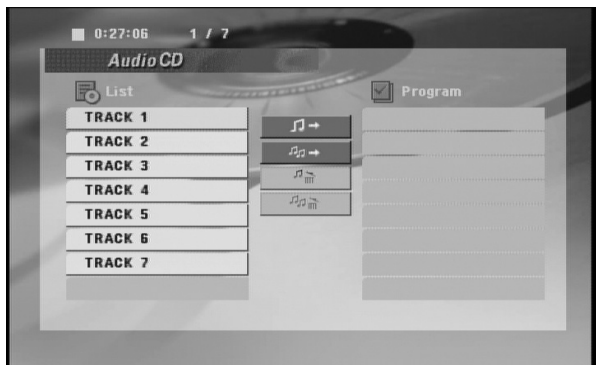 0:27:06 1 / 7
Audio CD
List
Program
TRACK 1
TRACK 2
TRACK 3
TRACK 4
TRACK 5
TRACK 6
TRACK 7